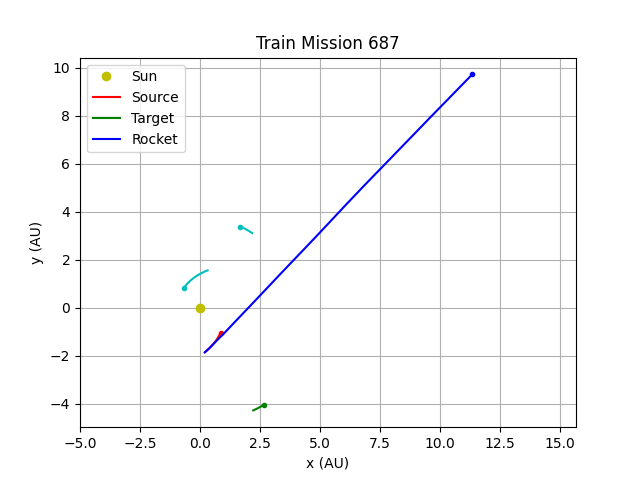 Train Mission 687
Sun
Source
Target
Rocket
10
8
6
4
2
0
−2
−4
y (AU)
−5.0 −2.5 0.0 2.5 5.0 7.5 10.0 12.5 15.0
x (AU)